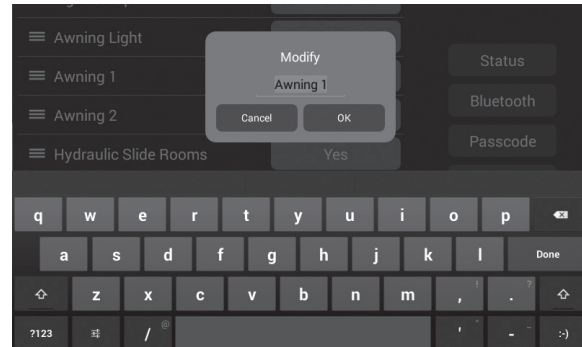 Awning Light
Modify
Status
Awning 1
Awning 1
Bluetooth
Awning 2
Cancel
OK
Passcode
Hydraulic Slide Rooms
Yes
q w e r t y u i o p
a s d f g h j k l Done
z x c v b n m , ! . ?
?123 / @ ' " - _ :-)